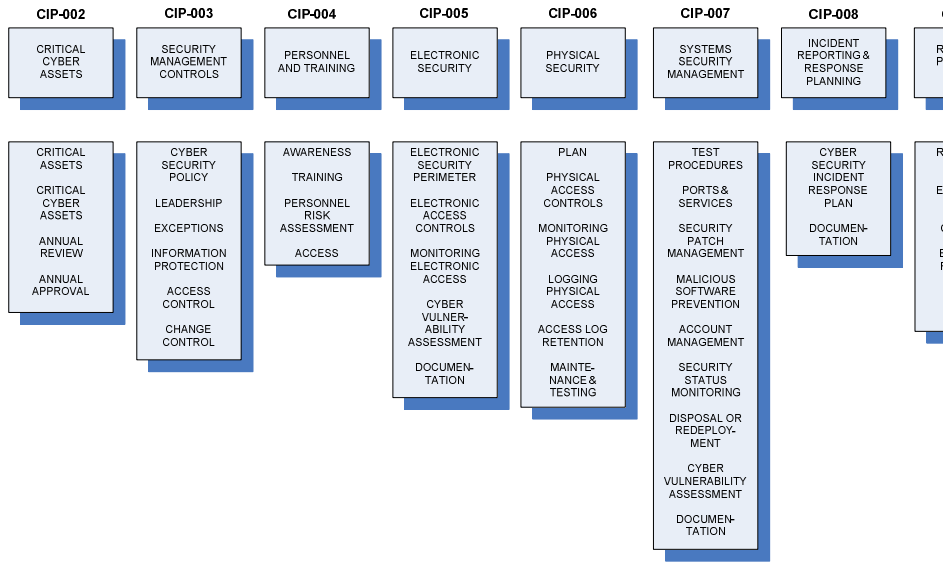 CIP-002
CIP-003
CIP-004
CIP-005
CIP-006
CIP-007
CIP-008
CRITICAL
CYBER
ASSETS
SECURITY
MANAGEMENT
CONTROLS
PERSONNEL
AND TRAINING
ELECTRONIC
SECURITY
PHYSICAL
SECURITY
SYSTEMS
SECURITY
MANAGEMENT
INCIDENT
REPORTING &
RESPONSE
PLANNING
CRITICAL
ASSETS
CRITICAL
CYBER
ASSETS
ANNUAL
REVIEW
ANNUAL
APPROVAL
CYBER
SECURITY
POLICY
LEADERSHIP
EXCEPTIONS
INFORMATION
PROTECTION
ACCESS
CONTROL
CHANGE
CONTROL
AWARENESS
TRAINING
PERSONNEL
RISK
ASSESSMENT
ACCESS
ELECTRONIC
SECURITY
PERIMETER
ELECTRONIC
ACCESS
CONTROLS
MONITORING
ELECTRONIC
ACCESS
CYBER
VULNER-
ABILITY
ASSESSMENT
DOCUMEN-
TATION
PLAN
PHYSICAL
ACCESS
CONTROLS
MONITORING
PHYSICAL
ACCESS
LOGGING
PHYSICAL
ACCESS
ACCESS LOG
RETENTION
MAINTE-
NANCE &
TESTING
TEST
PROCEDURES
PORTS &
SERVICES
SECURITY
PATCH
MANAGEMENT
MALICIOUS
SOFTWARE
PREVENTION
ACCOUNT
MANAGEMENT
SECURITY
STATUS
MONITORING
DISPOSAL OR
REDEPLOY-
MENT
CYBER
VULNERABILITY
ASSESSMENT
DOCUMEN-
TATION
CYBER
SECURITY
INCIDENT
RESPONSE
PLAN
DOCUMEN-
TATION